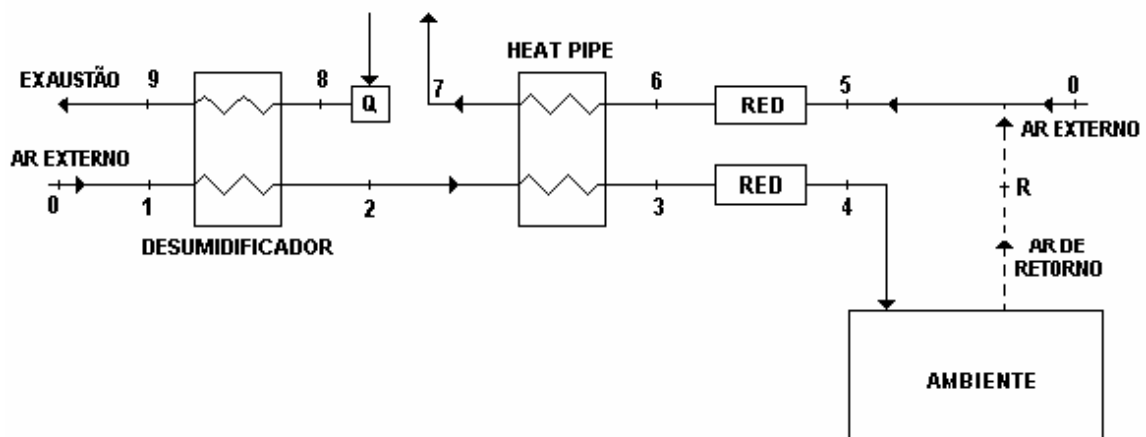 HEAT PIPE
EXAUSTÃO 9 8 Q 7 6 RED 5 0
AR EXTERNO
AR EXTERNO
0 1 2 3 RED 4 R
DESUMIDIFICADOR
AR DE
RETORNO
AMBIENTE